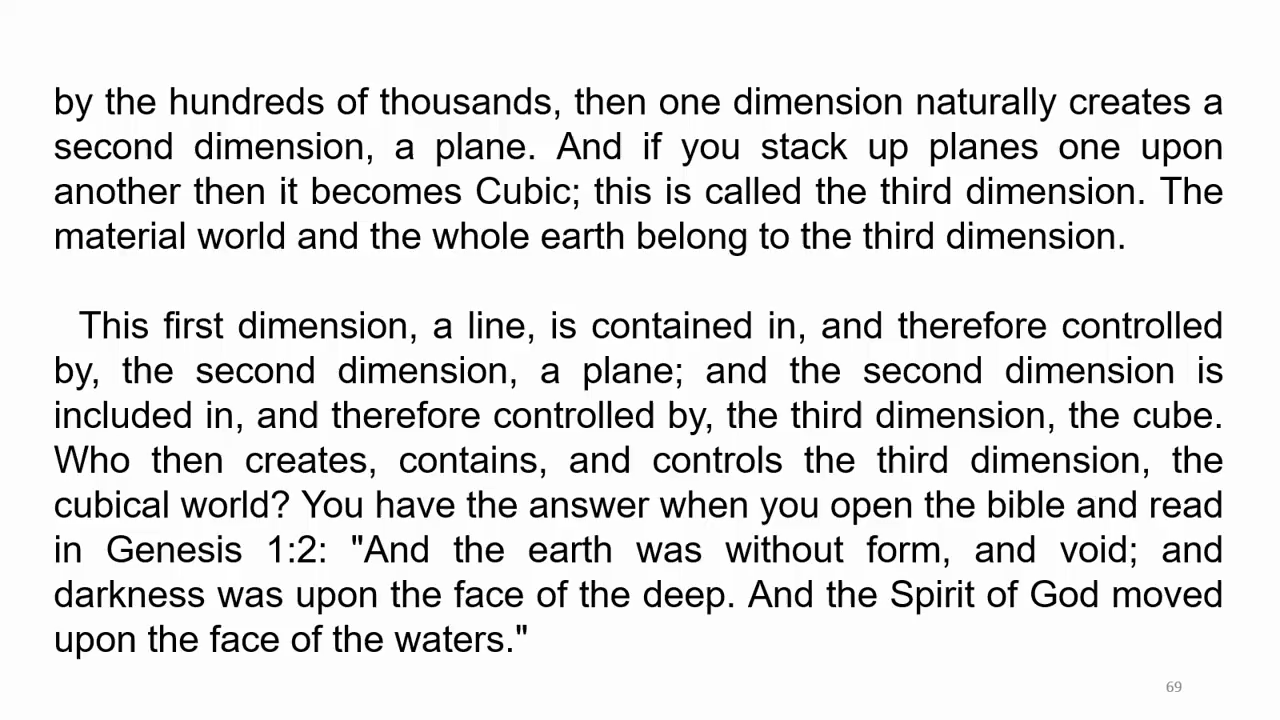 by the hundreds of thousands, then one dimension naturally creates a
second dimension, a plane. And if you stack up planes one upon
another then it becomes Cubic; this is called the third dimension. The
material world and the whole earth belong to the third dimension.
This first dimension, a line, is contained in, and therefore controlled
by, the second dimension, a plane; and the second dimension is
included in, and therefore controlled by, the third dimension, the cube.
Who then creates, contains, and controls the third dimension, the
cubical world? You have the answer when you open the bible and read
in Genesis 1:2: "And the earth was without form, and void; and
darkness was upon the face of the deep. And the Spirit of God moved
upon the face of the waters."
69